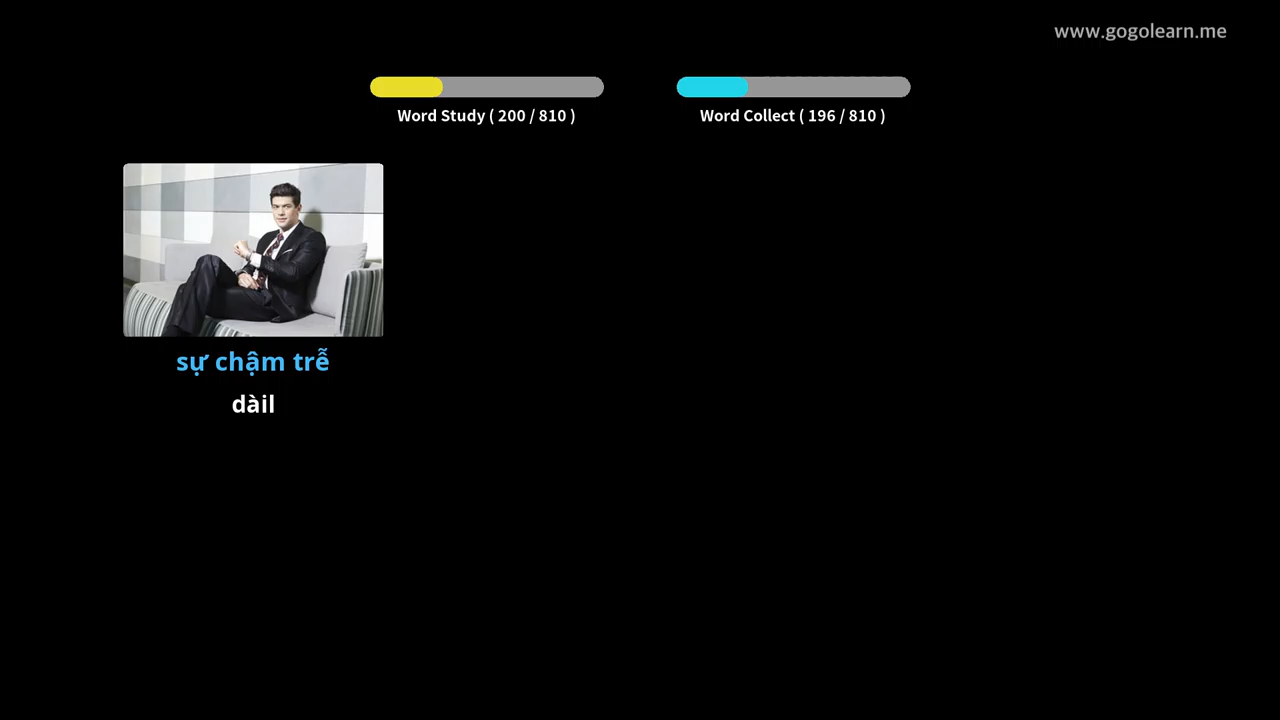 www.gogolearn.me
Word Study ( 200 / 810 )
Word Collect ( 196 / 810 )
sự chậm trễ
dàil